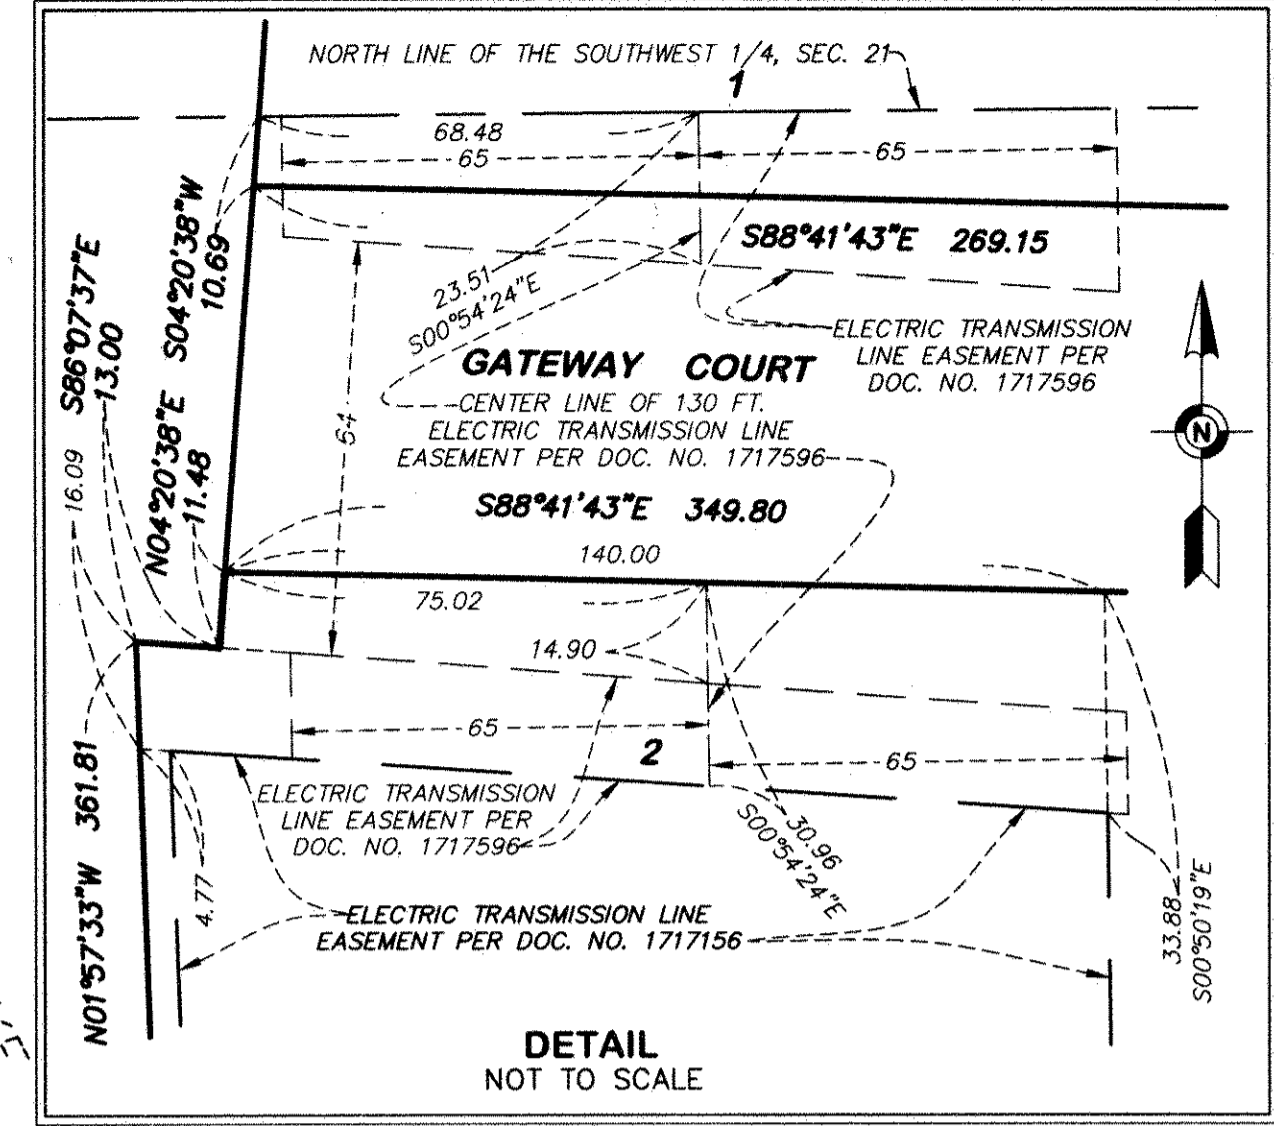 NORTH LINE OF THE SOUTHWEST 1/4, SEC. 21
1
68.48
65
65
S88°41'43"E 269.15
S86°07'37"E
13.00
S04°20'38"W
10.69
23.51
S00°54'24"E
64
ELECTRIC TRANSMISSION
LINE EASEMENT PER
DOC. NO. 1717596
GATEWAY COURT
CENTER LINE OF 130 FT.
ELECTRIC TRANSMISSION LINE
EASEMENT PER DOC. NO. 1717596
N
16.09
N04°20'38"E
11.48
S88°41'43"E 349.80
140.00
75.02
14.90
65
2
65
N01°57'33"W 361.81
ELECTRIC TRANSMISSION
LINE EASEMENT PER
DOC. NO. 1717596
30.96
S00°54'24"E
4.77
33.88
S00°50'19"E
ELECTRIC TRANSMISSION LINE
EASEMENT PER DOC. NO. 1717156
DETAIL
NOT TO SCALE